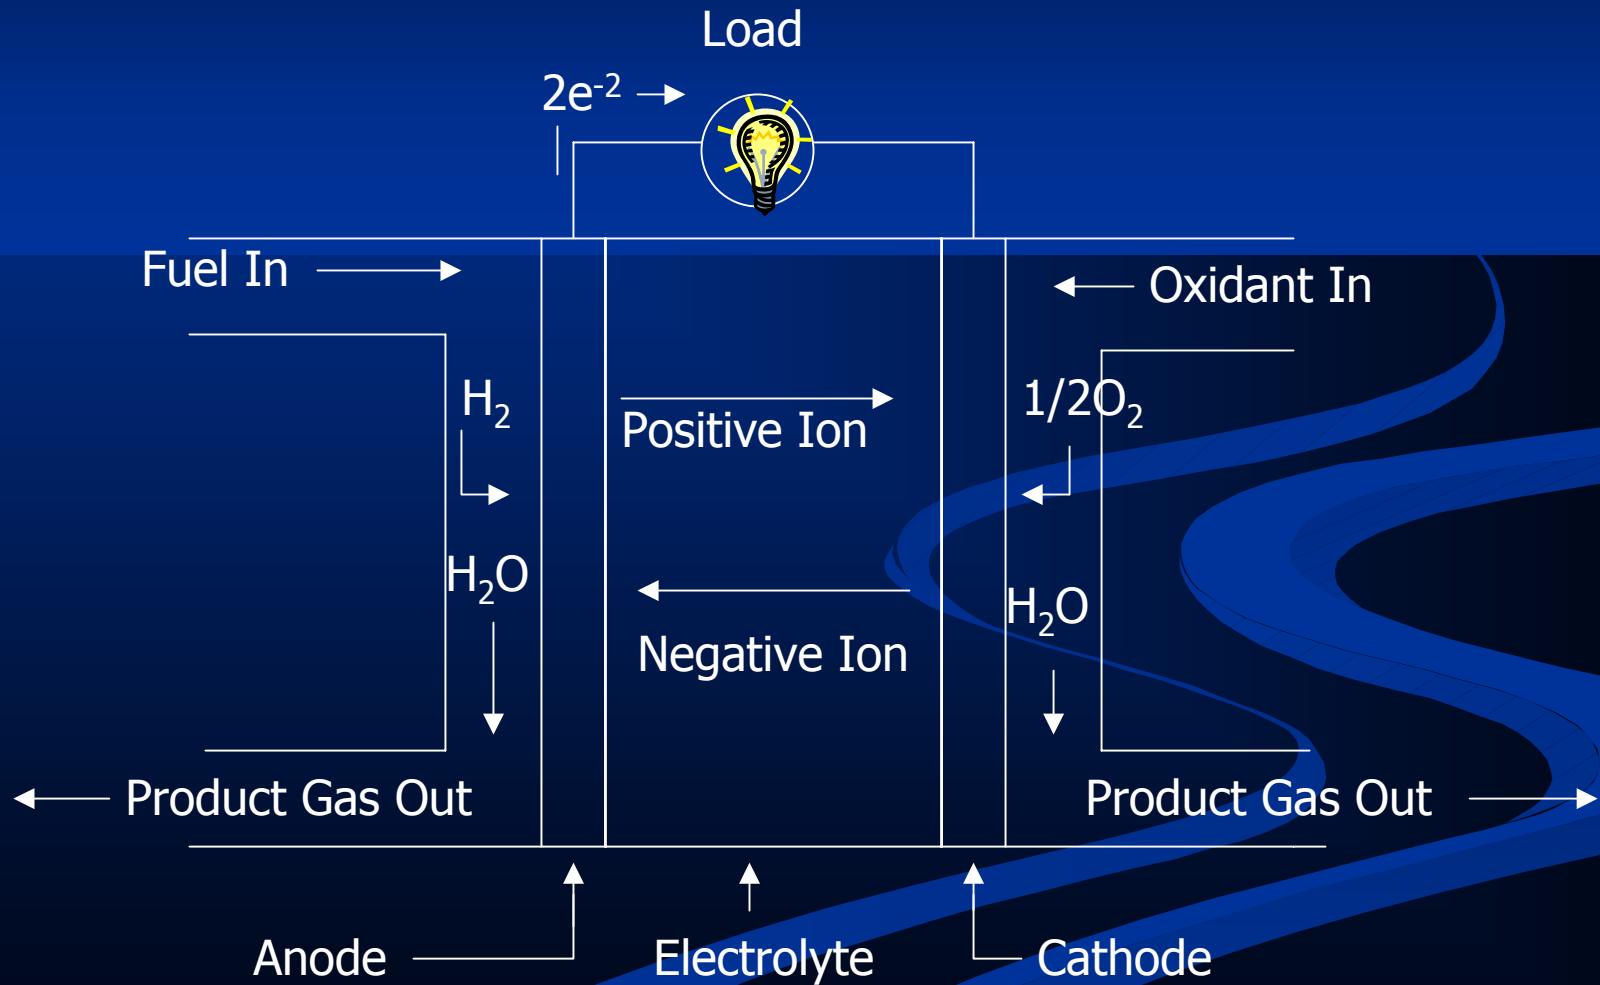 Load
2e-2
Fuel In
Oxidant In
H2
1/2O2
Positive Ion
H2O
H2O
Negative Ion
Product Gas Out
Product Gas Out
Anode
Electrolyte
Cathode